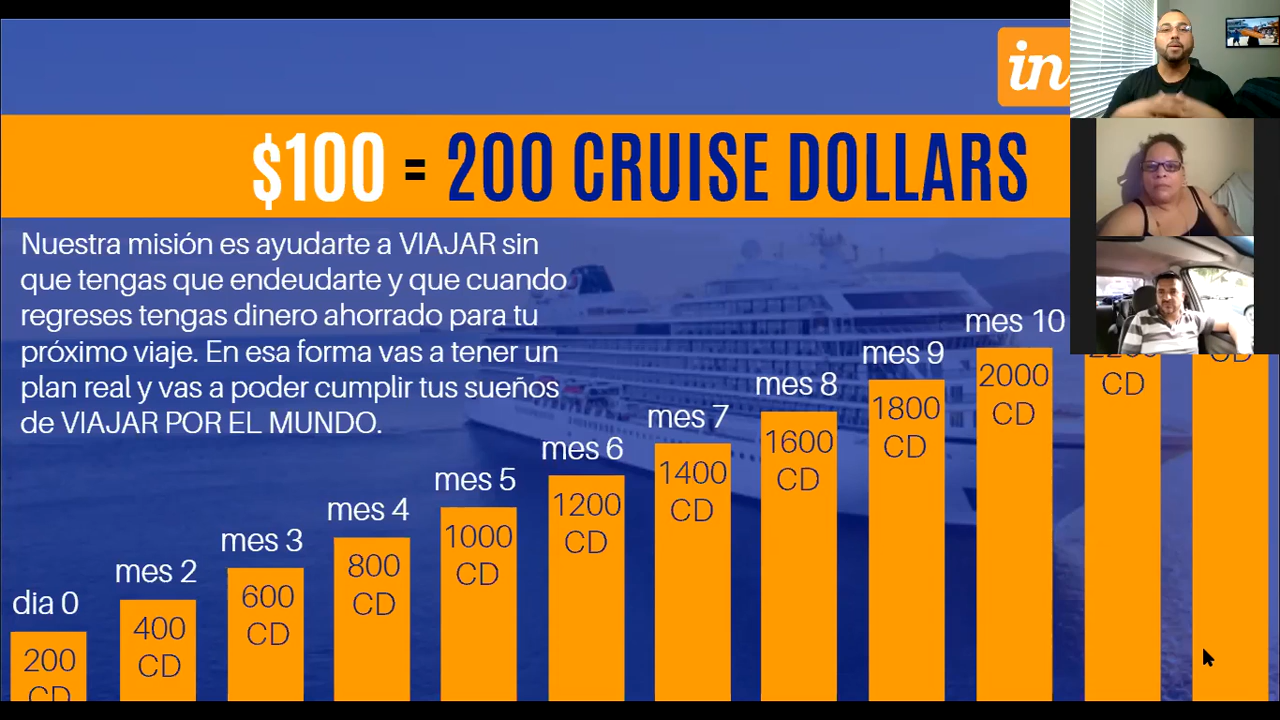 in
$100 = 200 CRUISE DOLLARS
Nuestra misión es ayudarte a VIAJAR sin
que tengas que endeudarte y que cuando
regreses tengas dinero ahorrado para tu
próximo viaje. En esa forma vas a tener un
plan real y vas a poder cumplir tus sueños
de VIAJAR POR EL MUNDO.
dia 0
200
CD
mes 2
400
CD
mes 3
600
CD
mes 4
800
CD
mes 5
1000
CD
mes 6
1200
CD
mes 7
1400
CD
mes 8
1600
CD
mes 9
1800
CD
mes 10
2000
CD
2200
CD
CD